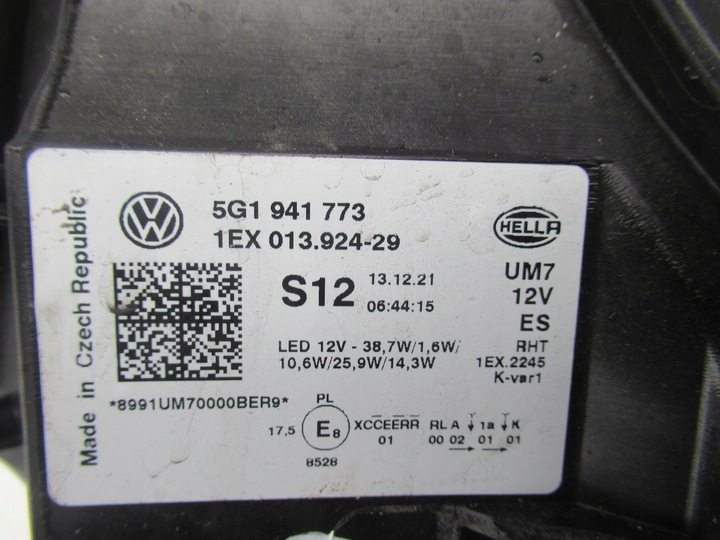 Made in Czech Republic
VW
5G1 941 773
1EX 013.924-29
HELLA
S12
13.12.21
06:44:15
UM7
12V
ES
RHT
1EX.2245
K-var1
LED 12V - 38,7W/1,6W/
10,6W/25,9W/14,3W
*8991UM70000BER9*
PL
17,5
E8
8528
XCCEERR RL A ↓ 1a ↓ K
01 00 02 01 01